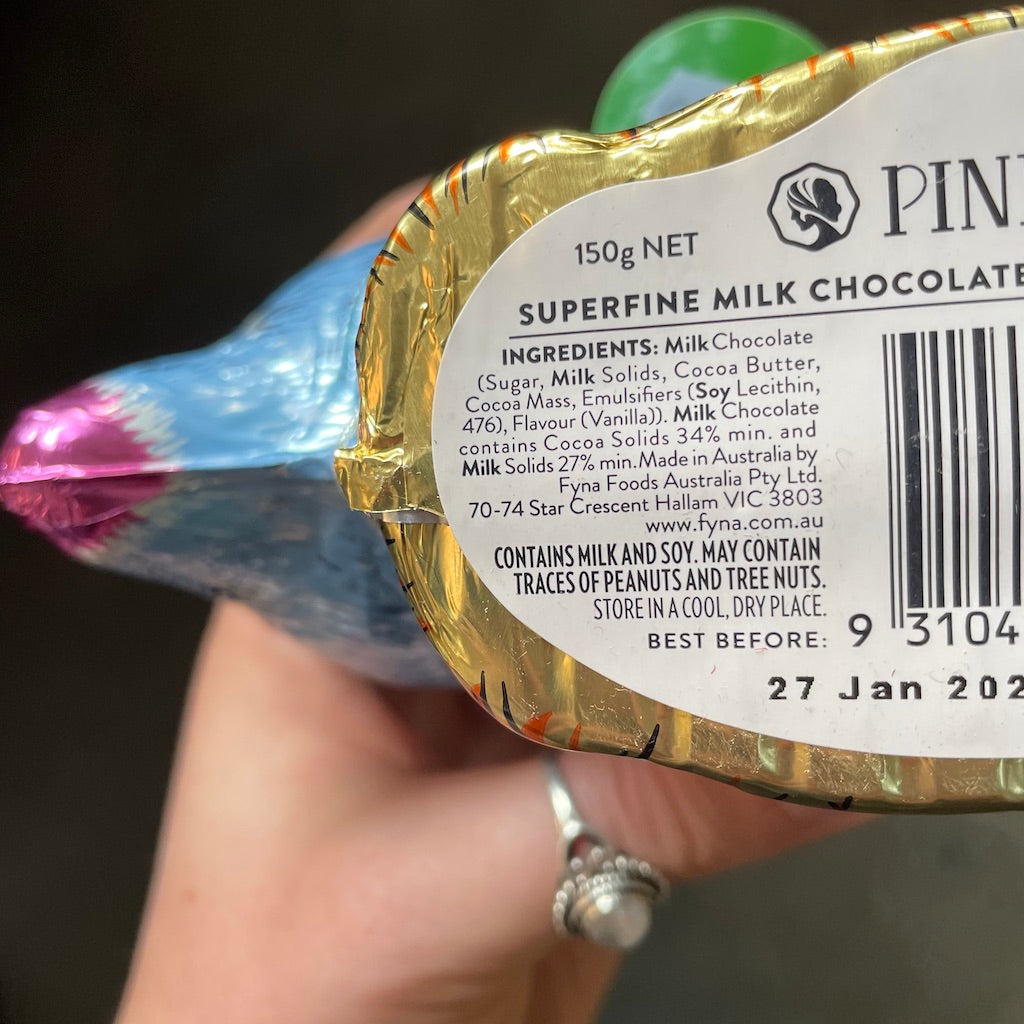 150g NET
SUPERFINE MILK CHOCOLATE
INGREDIENTS: Milk Chocolate
(Sugar, Milk Solids, Cocoa Butter,
Cocoa Mass, Emulsifiers (Soy Lecithin,
476), Flavour (Vanilla)). Milk Chocolate
contains Cocoa Solids 34% min. and
Milk Solids 27% min. Made in Australia by
Fyna Foods Australia Pty Ltd.
70-74 Star Crescent Hallam VIC 3803
www.fyna.com.au
CONTAINS MILK AND SOY. MAY CONTAIN
TRACES OF PEANUTS AND TREE NUTS.
STORE IN A COOL, DRY PLACE.
BEST BEFORE:
9 3104
27 Jan 202